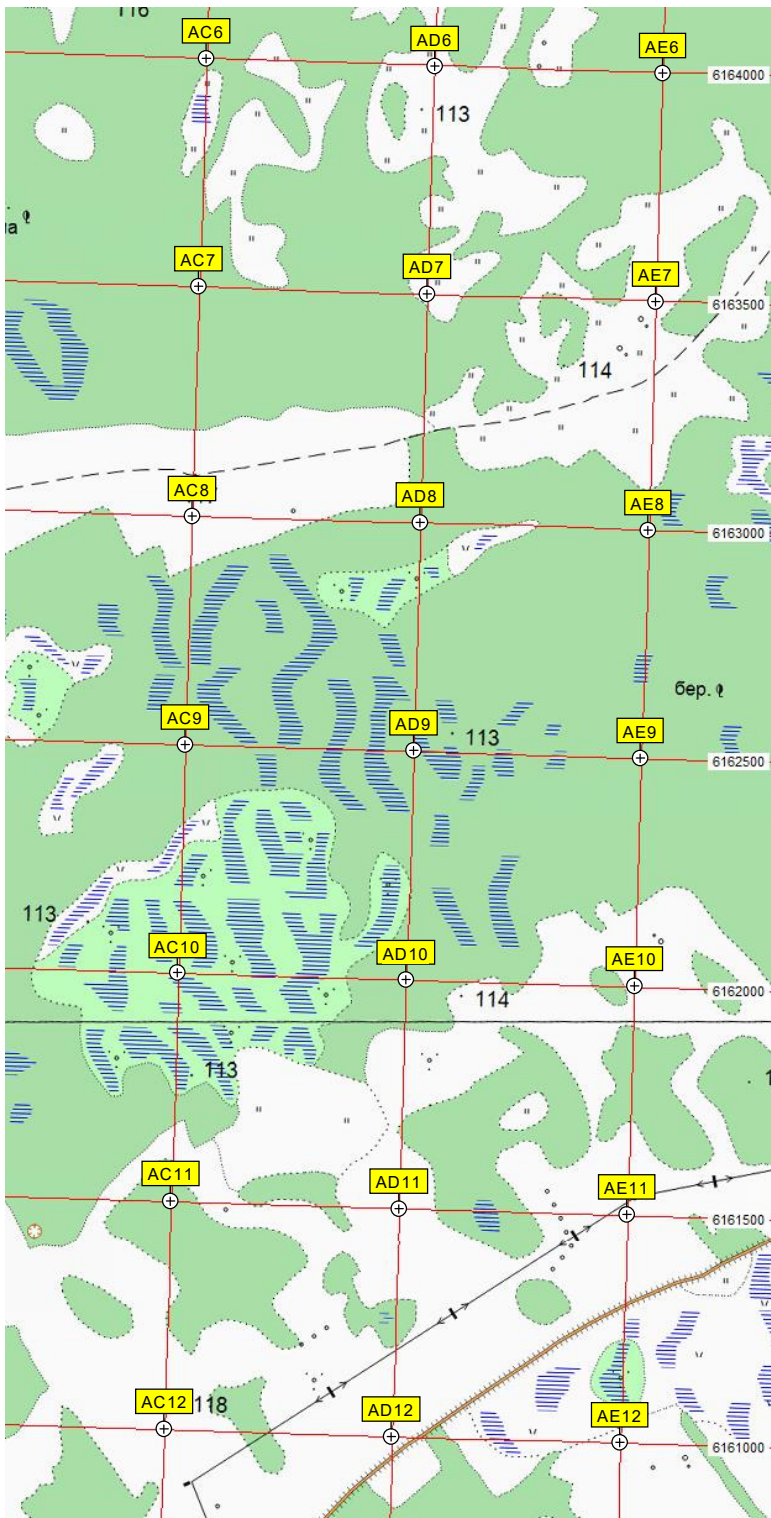 116
AC6
AD6
AE6
6164000
113
AC7
AD7
AE7
6163500
114
AC8
AD8
AE8
6163000
бер.
AC9
AD9
113
AE9
6162500
113
AC10
AD10
AE10
6162000
114
113
AC11
AD11
AE11
6161500
AC12
118
AD12
AE12
6161000